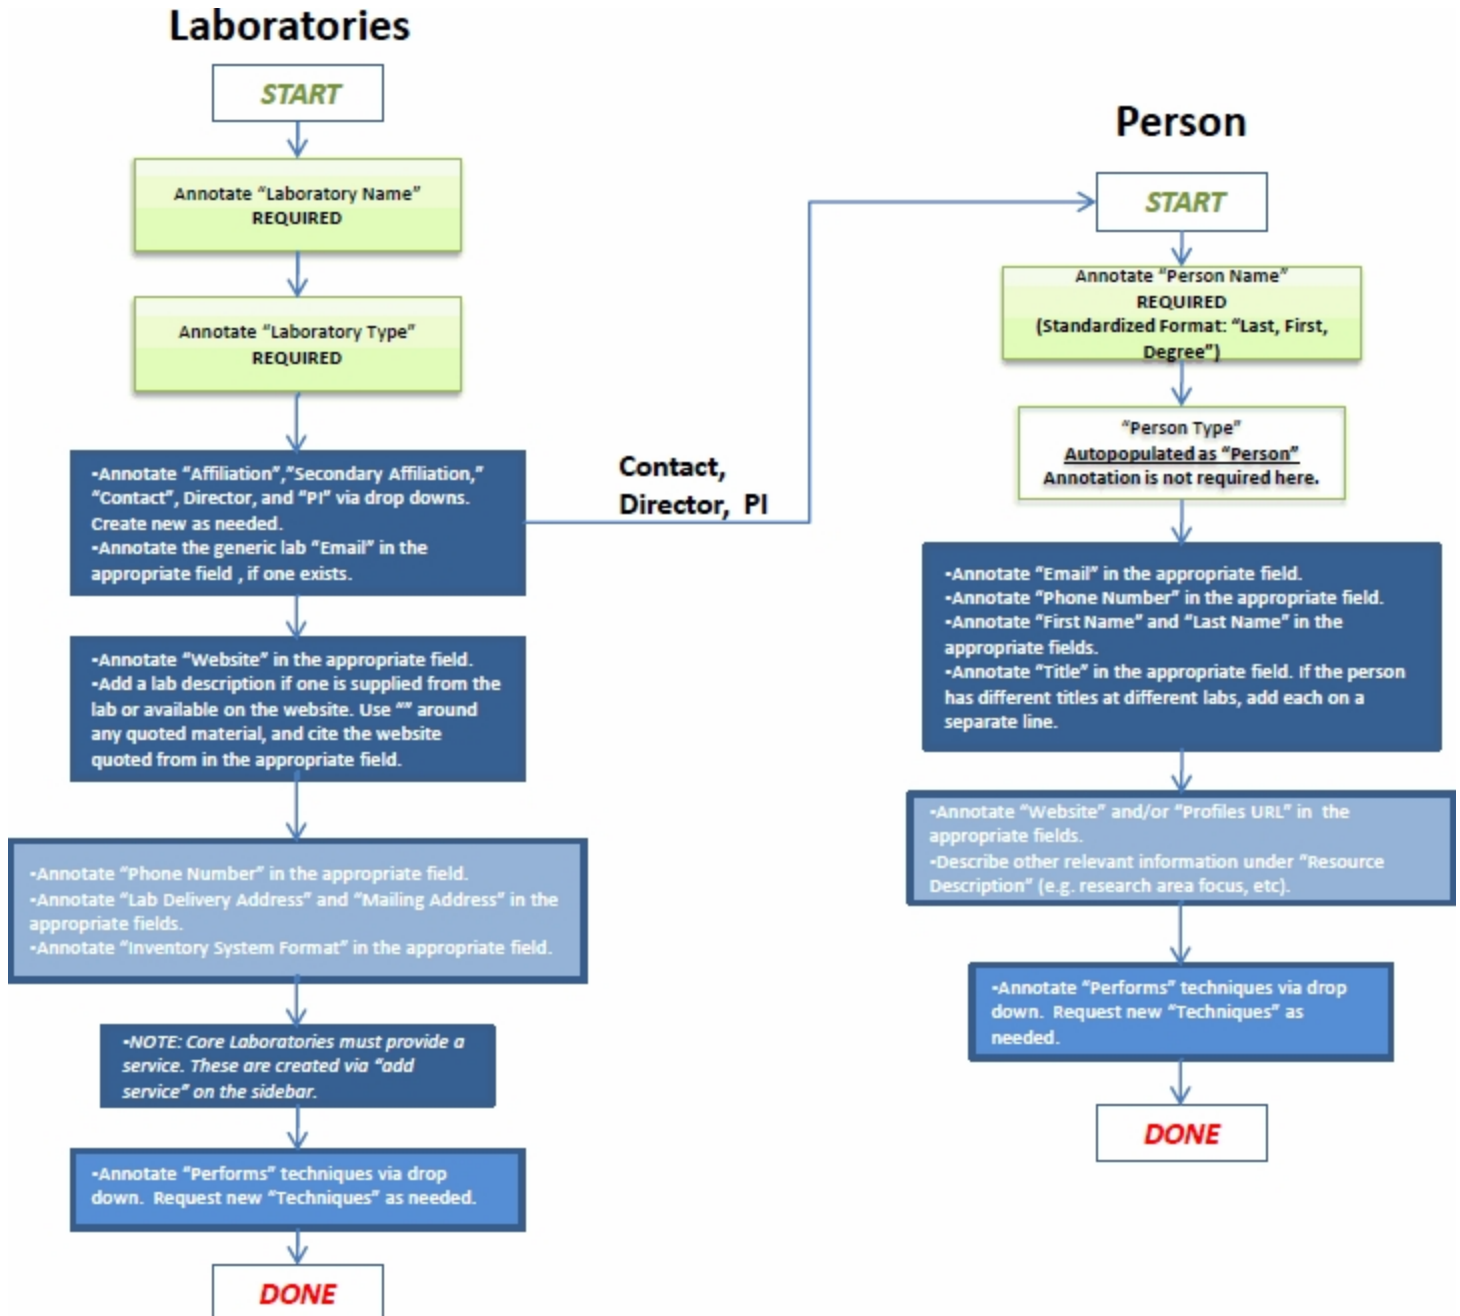 Laboratories
START
Annotate “Laboratory Name”
REQUIRED
Annotate “Laboratory Type”
REQUIRED
▪Annotate “Affiliation”,”Secondary Affiliation,”
“Contact”, Director, and “PI” via drop downs.
Create new as needed.
▪Annotate the generic lab “Email” in the
appropriate field , if one exists.
▪Annotate “Website” in the appropriate field.
▪Add a lab description if one is supplied from the
lab or available on the website. Use “” around
any quoted material, and cite the website
quoted from in the appropriate field.
▪Annotate “Phone Number” in the appropriate field.
▪Annotate “Lab Delivery Address” and “Mailing Address” in the
appropriate fields.
▪Annotate “Inventory System Format” in the appropriate field.
▪NOTE: Core Laboratories must provide a
service. These are created via “add
service” on the sidebar.
▪Annotate “Performs” techniques via drop
down.  Request new “Techniques” as needed.
DONE
Contact,
Director,  PI
Person
START
Annotate “Person Name”
REQUIRED
(Standardized Format: “Last, First,
Degree”)
“Person Type”
Autopopulated as “Person”
Annotation is not required here.
▪Annotate “Email” in the appropriate field.
▪Annotate “Phone Number” in the appropriate field.
▪Annotate “First Name” and “Last Name” in the
appropriate fields.
▪Annotate “Title” in the appropriate field. If the person
has different titles at different labs, add each on a
separate line.
▪Annotate “Website” and/or “Profiles URL” in  the
appropriate fields.
▪Describe other relevant information under “Resource
Description” (e.g. research area focus, etc).
▪Annotate “Performs” techniques via drop
down.  Request new “Techniques” as
needed.
DONE